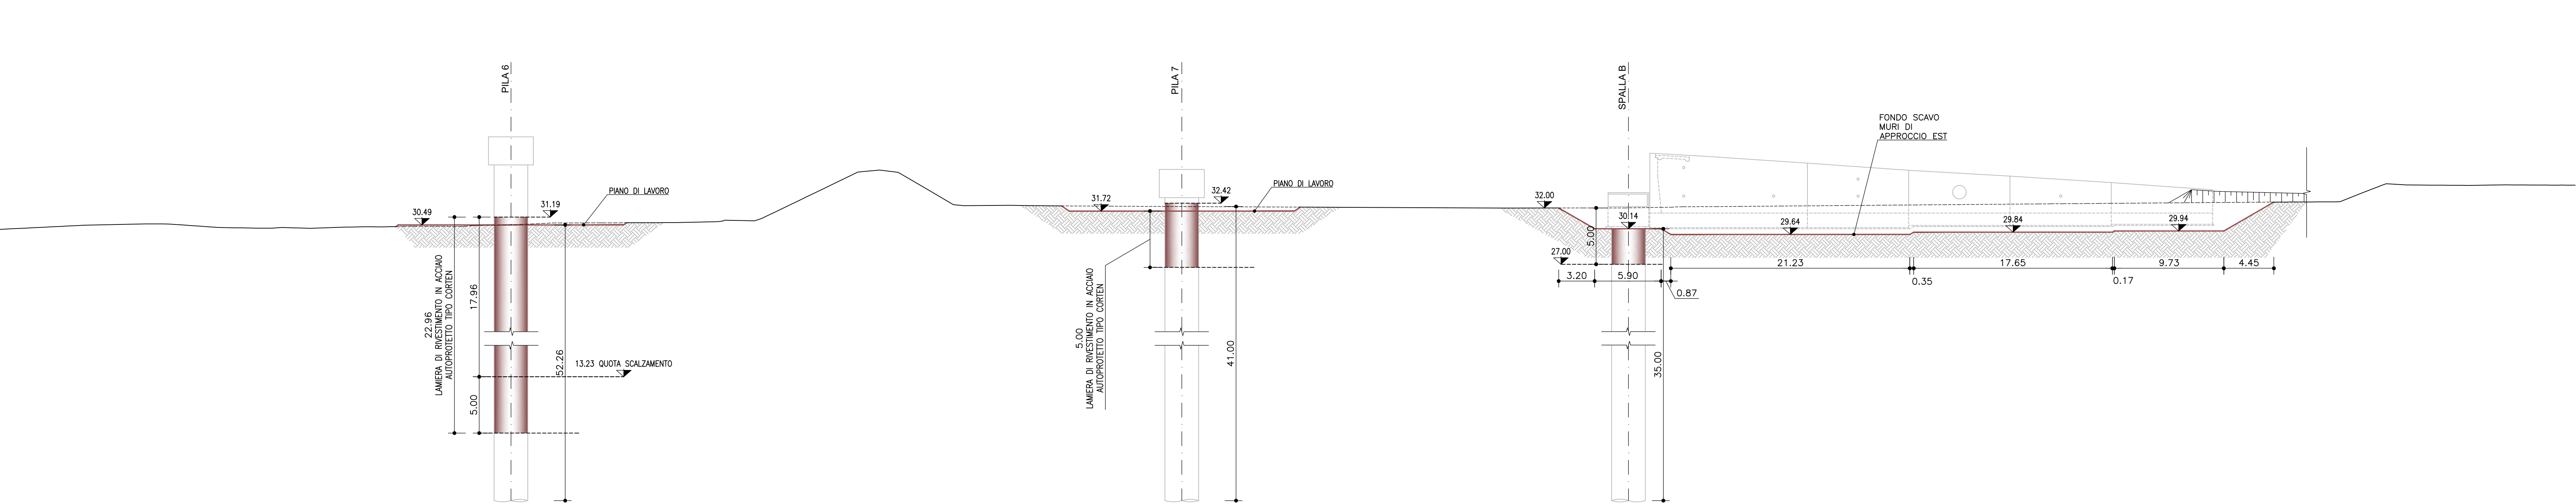 PILA 6
30.49
31.19
PIANO DI LAVORO
22.96
LAMIERA DI RIVESTIMENTO IN ACCIAIO
AUTOPROTETTO TIPO CORTEN
17.96
5.00
52.26
13.23 QUOTA SCALZAMENTO
PILA 7
31.72
32.42
PIANO DI LAVORO
5.00
LAMIERA DI RIVESTIMENTO IN ACCIAIO
AUTOPROTETTO TIPO CORTEN
41.00
SPALLA B
32.00
5.00
30.14
27.00
3.20
5.90
0.87
35.00
FONDO SCAVO
MURI DI
APPROCCIO EST
29.64
29.84
29.94
21.23
0.35
17.65
0.17
9.73
4.45